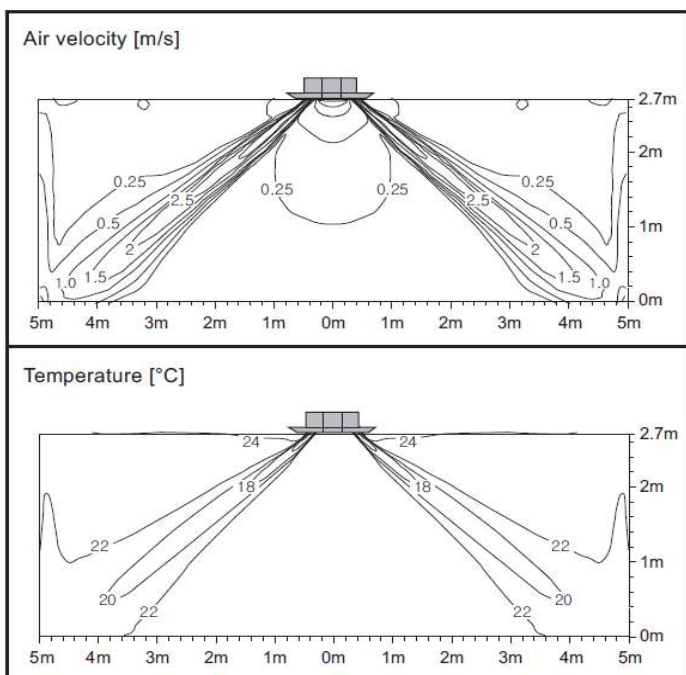 Air velocity [m/s]
2.7m
2m
0.25 0.25 0.25 0.25
2.5 2.5
0.5 0.5
1m
2 2
1.5 1.5
1.0 1.0
0m
5m 4m 3m 2m 1m 0m 1m 2m 3m 4m 5m
Temperature [°C]
24 24
2.7m
18 18
2m
22 22
1m
20 20
22 22
0m
5m 4m 3m 2m 1m 0m 1m 2m 3m 4m 5m